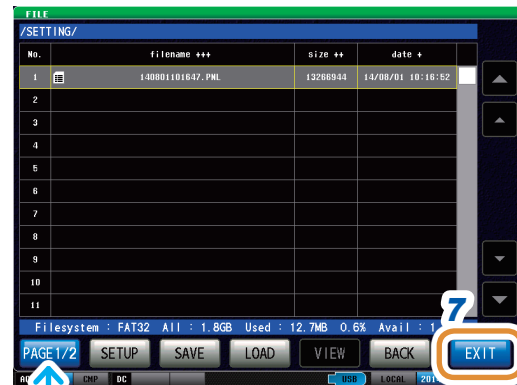 FILE
/SETTING/
No. filename +++ size ++ date +
1 140801101647.PNL 13266944 14/08/01 10:16:52
2
3
4
5
6
7
8
9
10
11
7
Filesystem : FAT32 All : 1.8GB Used : 12.7MB 0.6% Avail : 1
PAGE1/2 SETUP SAVE LOAD VIEW BACK EXIT
CMP DC USB LOCAL 201